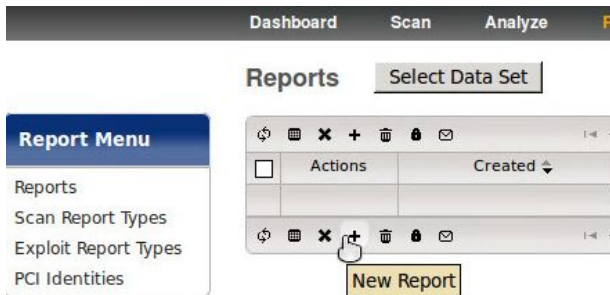 Dashboard Scan Analyze
Reports Select Data Set
Report Menu
Reports
Scan Report Types
Exploit Report Types
PCI Identities
Actions Created
New Report